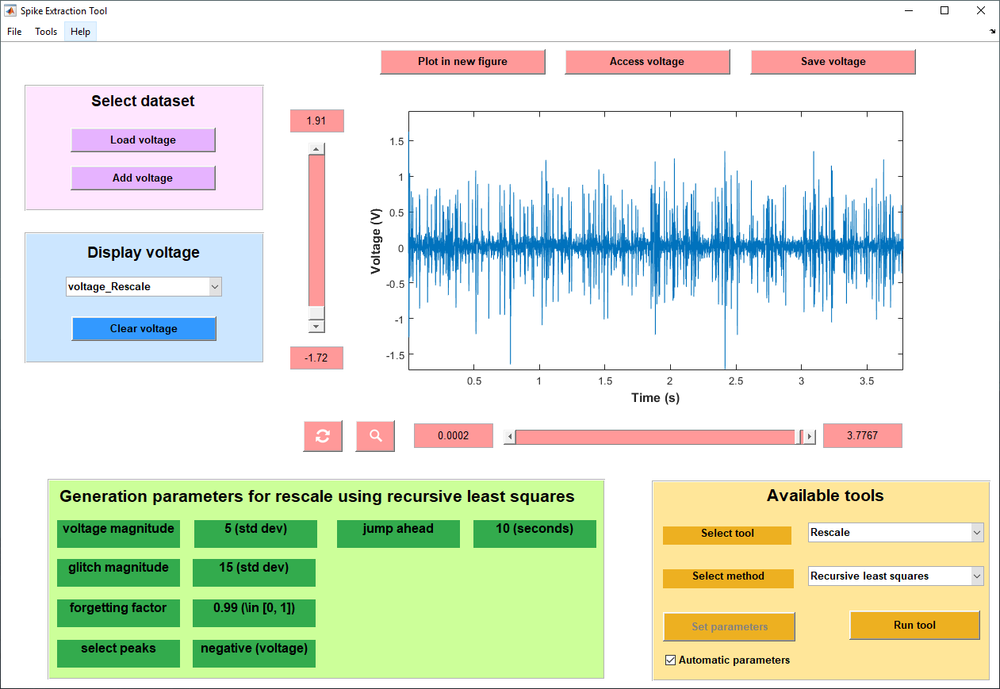 Spike Extraction Tool
File Tools Help
Plot in new figure Access voltage Save voltage
Select dataset
Load voltage
Add voltage
Display voltage
voltage_Rescale
Clear voltage
1.91
-1.72
1.5
1
0.5
0
-0.5
-1
-1.5
Voltage (V)
0.5 1 1.5 2 2.5 3 3.5
Time (s)
0.0002 3.7767
Generation parameters for rescale using recursive least squares
voltage magnitude 5 (std dev) jump ahead 10 (seconds)
glitch magnitude 15 (std dev)
forgetting factor 0.99 (\in [0, 1])
select peaks negative (voltage)
Available tools
Select tool Rescale
Select method Recursive least squares
Set parameters Run tool
Automatic parameters